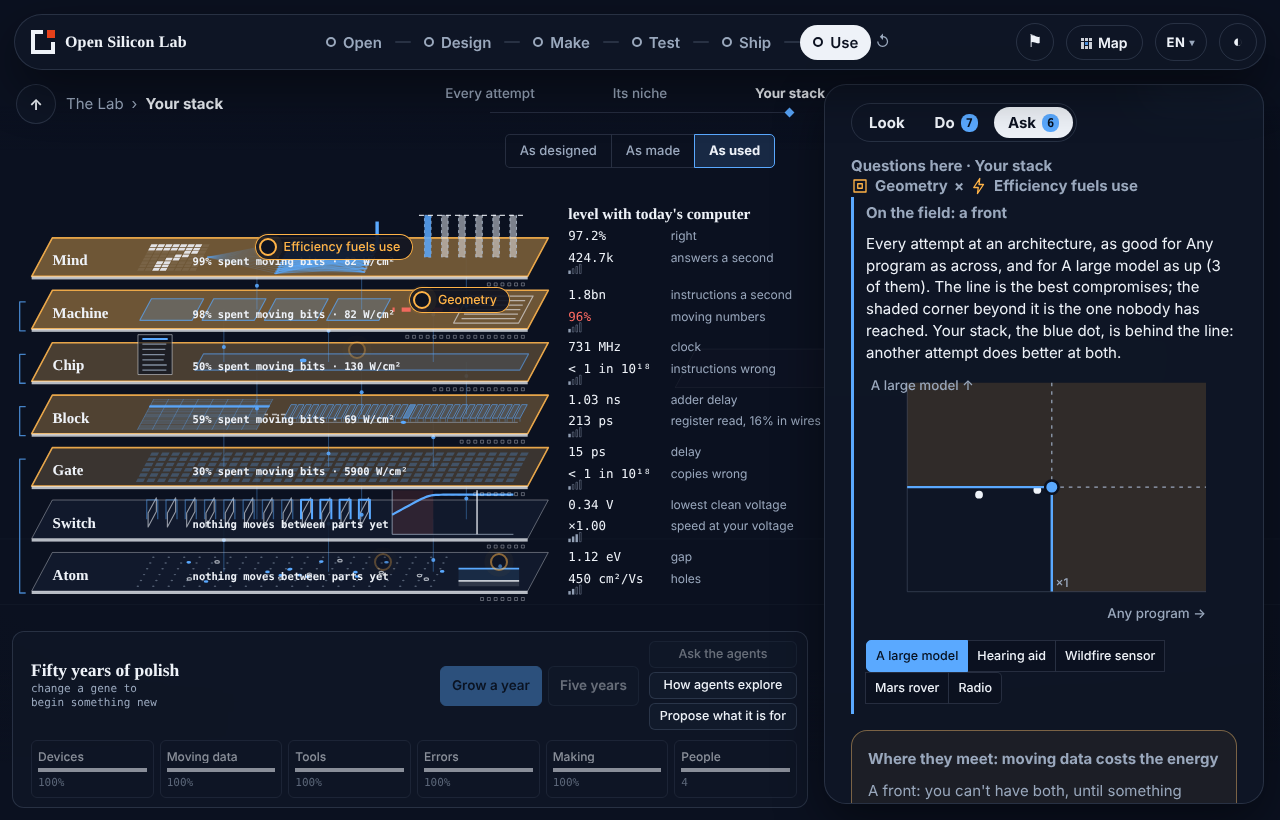 Open Silicon Lab
Open
Design
Make
Test
Ship
Use
Map
EN
The Lab › Your stack
Every attempt
Its niche
Your stack
As designed
As made
As used
level with today's computer
Mind
Efficiency fuels use
99% spent moving bits · 82 W/cm²
97.2% right
424.7k answers a second
Machine
Geometry
98% spent moving bits · 82 W/cm²
1.8bn instructions a second
96% moving numbers
Chip
50% spent moving bits · 130 W/cm²
731 MHz clock
< 1 in 10¹⁸ instructions wrong
Block
59% spent moving bits · 69 W/cm²
1.03 ns adder delay
213 ps register read, 16% in wires
Gate
30% spent moving bits · 5900 W/cm²
15 ps delay
< 1 in 10¹⁸ copies wrong
Switch
nothing moves between parts yet
0.34 V lowest clean voltage
×1.00 speed at your voltage
Atom
nothing moves between parts yet
1.12 eV gap
450 cm²/Vs holes
Fifty years of polish
change a gene to
begin something new
Grow a year
Five years
Ask the agents
How agents explore
Propose what it is for
Devices
100%
Moving data
100%
Tools
100%
Errors
100%
Making
100%
People
4
Look
Do 7
Ask 6
Questions here · Your stack
Geometry × Efficiency fuels use
On the field: a front
Every attempt at an architecture, as good for Any
program as across, and for A large model as up (3
of them). The line is the best compromises; the
shaded corner beyond it is the one nobody has
reached. Your stack, the blue dot, is behind the line:
another attempt does better at both.
A large model ↑
×1
Any program →
A large model
Hearing aid
Wildfire sensor
Mars rover
Radio
Where they meet: moving data costs the energy
A front: you can't have both, until something